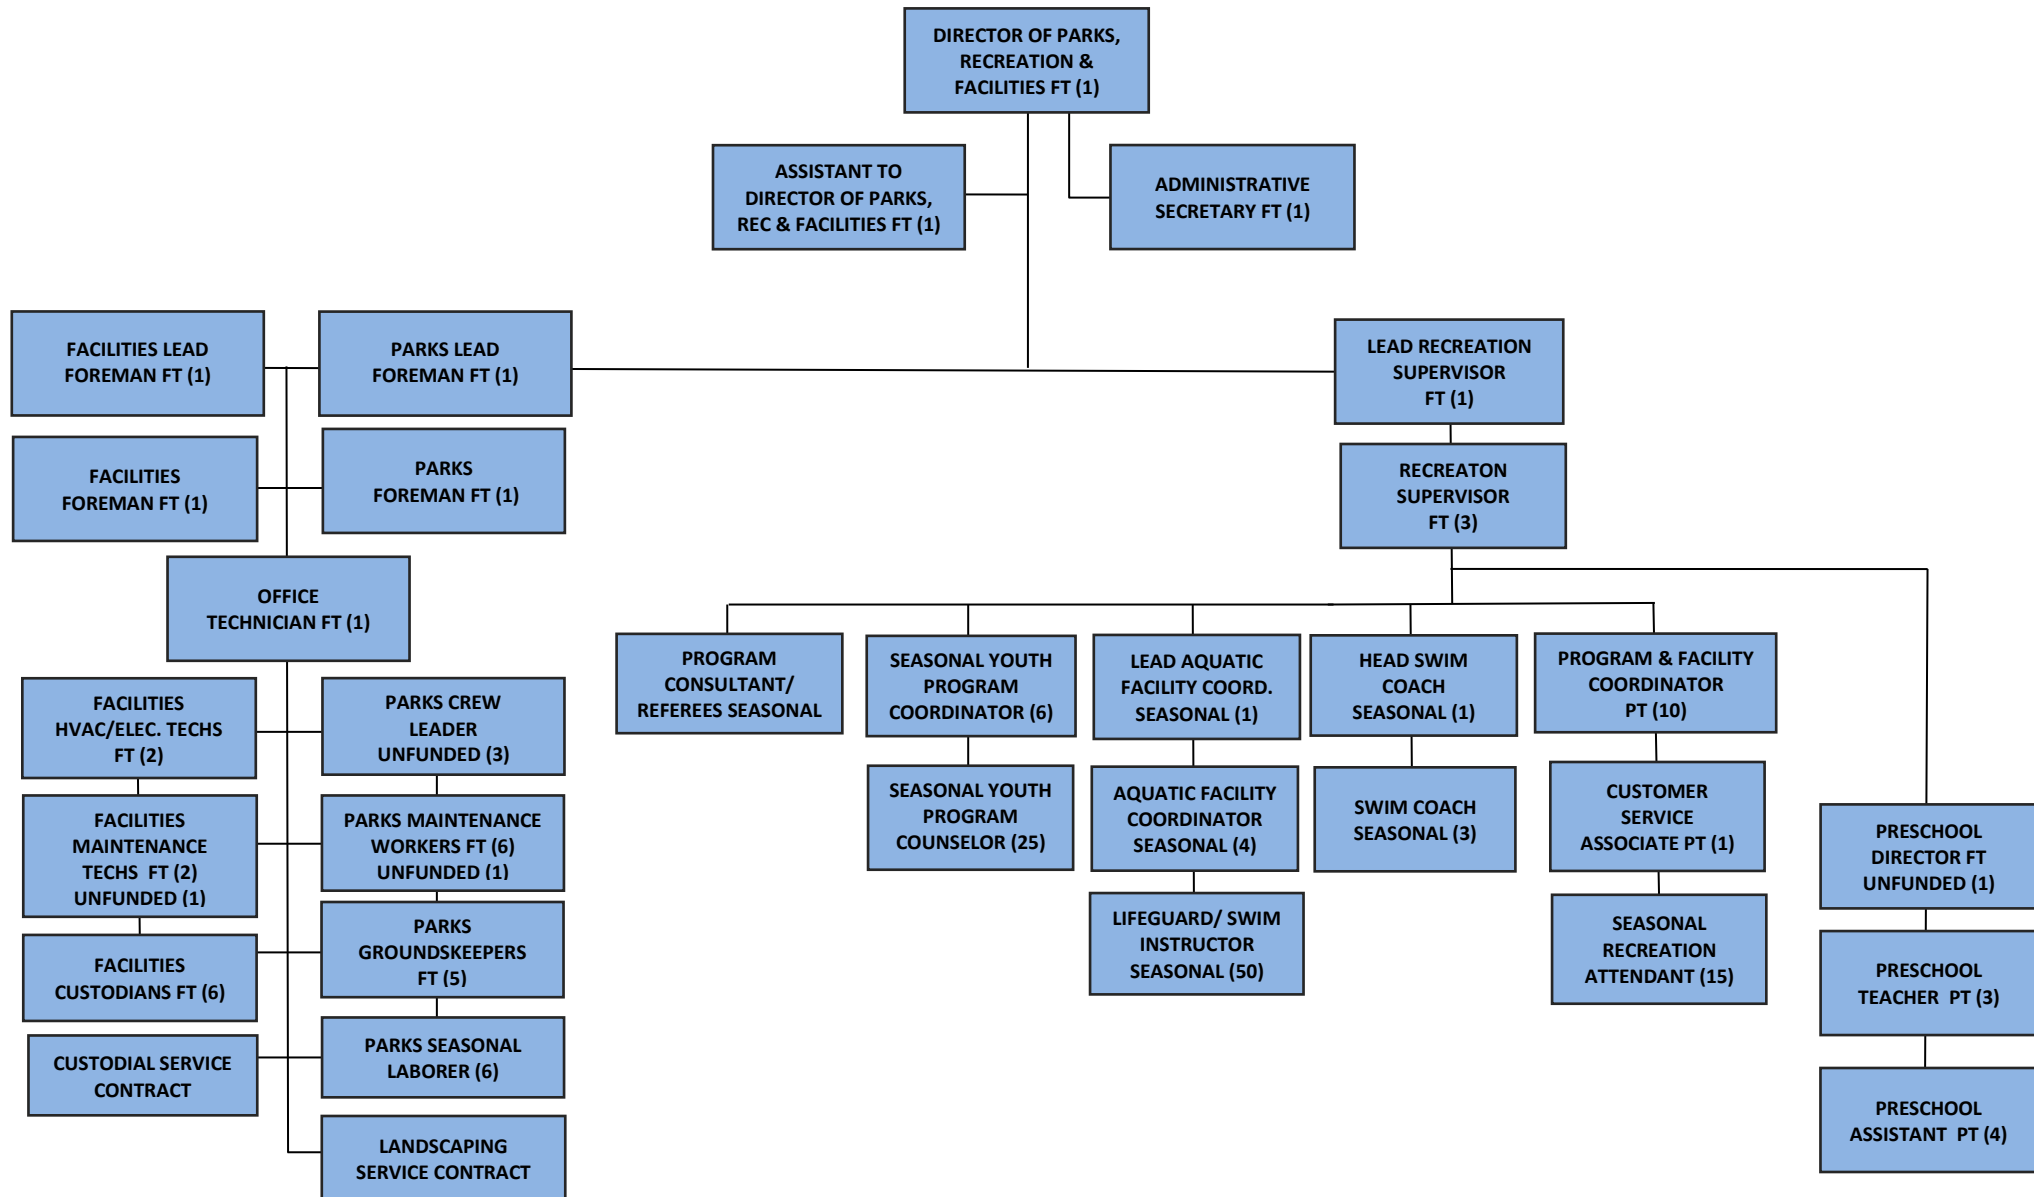 DIRECTOR OF PARKS,
RECREATION &
FACILITIES FT (1)
ASSISTANT TO
DIRECTOR OF PARKS,
REC & FACILITIES FT (1)
ADMINISTRATIVE
SECRETARY FT (1)
FACILITIES LEAD
FOREMAN FT (1)
PARKS LEAD
FOREMAN FT (1)
LEAD RECREATION
SUPERVISOR
FT (1)
FACILITIES
FOREMAN FT (1)
PARKS
FOREMAN FT (1)
RECREATON
SUPERVISOR
FT (3)
OFFICE
TECHNICIAN FT (1)
FACILITIES
HVAC/ELEC. TECHS
FT (2)
PARKS CREW
LEADER
UNFUNDED (3)
FACILITIES
MAINTENANCE
TECHS  FT (2)
UNFUNDED (1)
PARKS MAINTENANCE
WORKERS FT (6)
UNFUNDED (1)
FACILITIES
CUSTODIANS FT (6)
PARKS
GROUNDSKEEPERS
FT (5)
CUSTODIAL SERVICE
CONTRACT
PARKS SEASONAL
LABORER (6)
LANDSCAPING
SERVICE CONTRACT
PROGRAM
CONSULTANT/
REFEREES SEASONAL
SEASONAL YOUTH
PROGRAM
COORDINATOR (6)
SEASONAL YOUTH
PROGRAM
COUNSELOR (25)
LEAD AQUATIC
FACILITY COORD.
SEASONAL (1)
AQUATIC FACILITY
COORDINATOR
SEASONAL (4)
LIFEGUARD/ SWIM
INSTRUCTOR
SEASONAL (50)
HEAD SWIM
COACH
SEASONAL (1)
SWIM COACH
SEASONAL (3)
PROGRAM & FACILITY
COORDINATOR
PT (10)
CUSTOMER
SERVICE
ASSOCIATE PT (1)
SEASONAL
RECREATION
ATTENDANT (15)
PRESCHOOL
DIRECTOR FT
UNFUNDED (1)
PRESCHOOL
TEACHER  PT (3)
PRESCHOOL
ASSISTANT  PT (4)